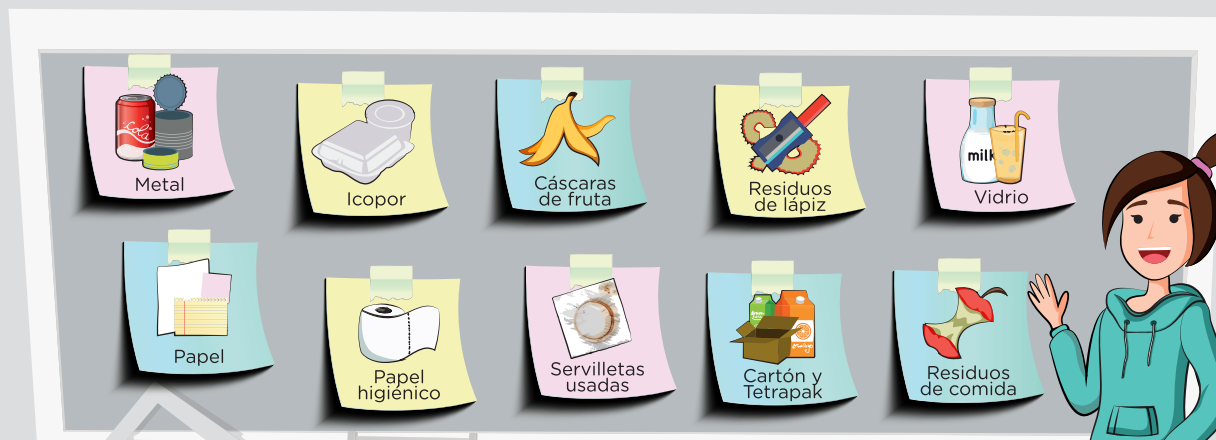 Cola
Metal
Icopor
Cáscaras
de fruta
Residuos
de lápiz
milk
Vidrio
Papel
Papel
higiénico
Servilletas
usadas
Cartón y
Tetrapak
Residuos
de comida